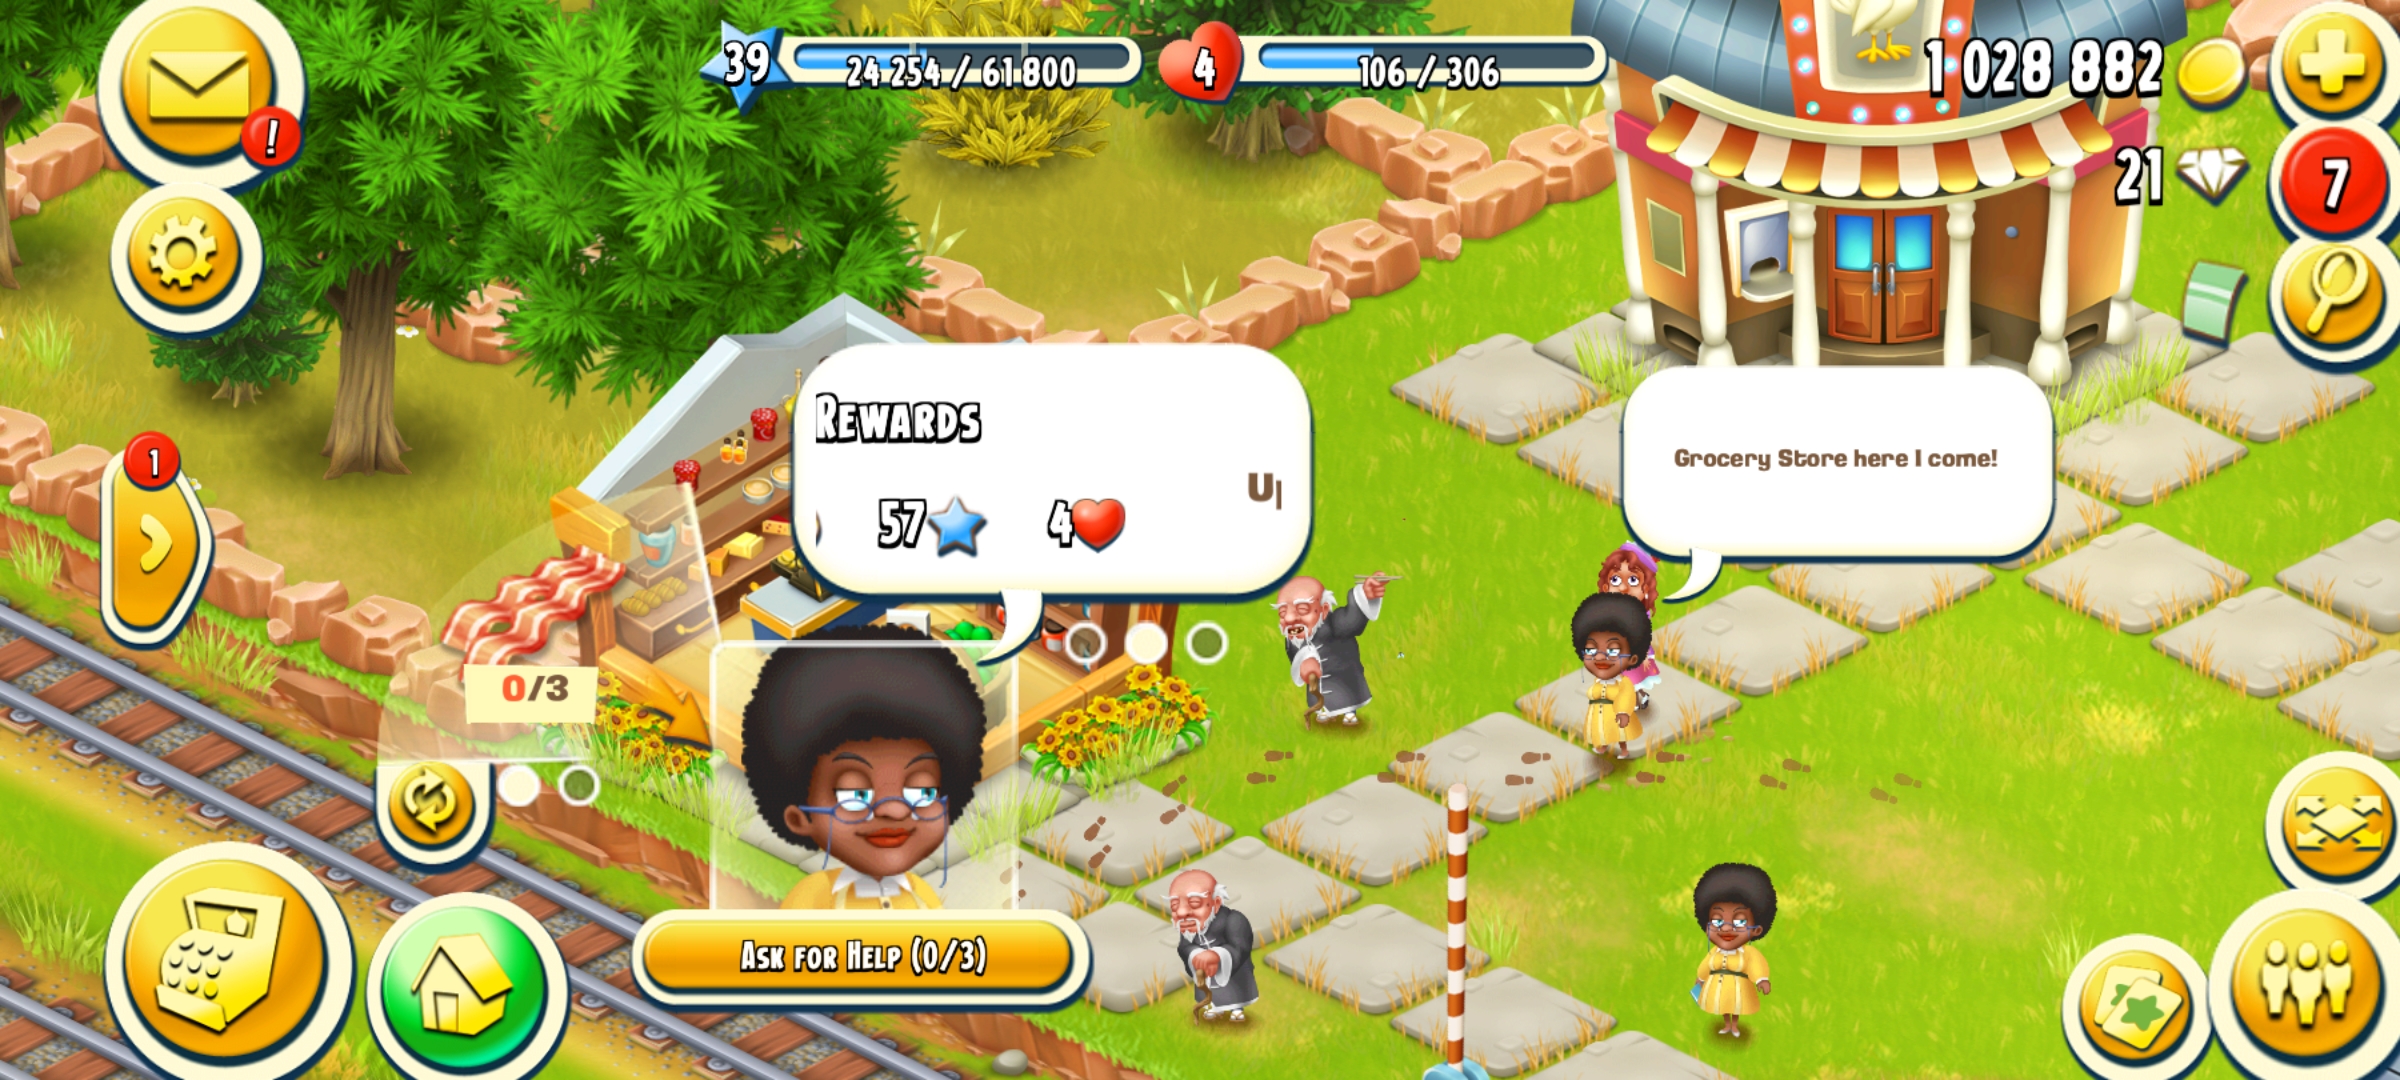 39
24 254 / 61 800
4
106 / 306
1 028 882
21
7
!
1
REWARDS
57
4
Grocery Store here I come!
0/3
ASK FOR HELP (0/3)